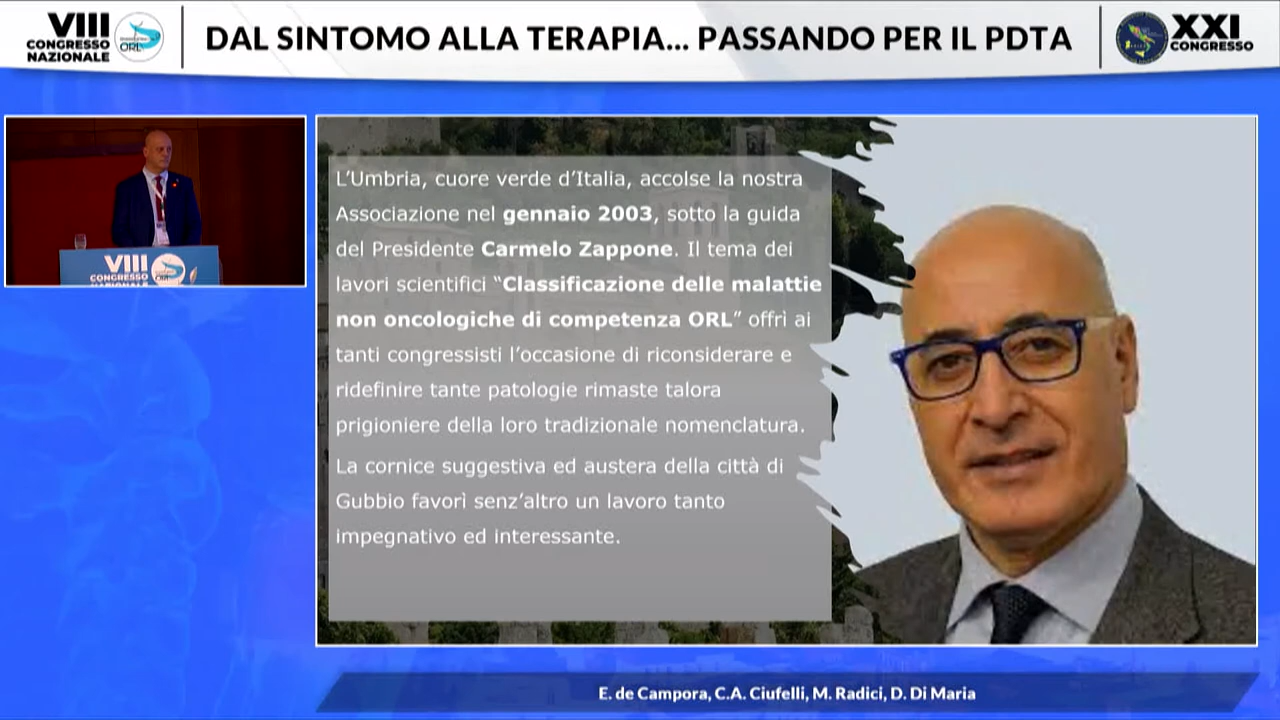 VIII
CONGRESSO
NAZIONALE
ORL
DAL SINTOMO ALLA TERAPIA... PASSANDO PER IL PDTA
XXI
CONGRESSO
L'Umbria, cuore verde d'Italia, accolse la nostra
Associazione nel gennaio 2003, sotto la guida
del Presidente Carmelo Zappone. Il tema dei
lavori scientifici “Classificazione delle malattie
non oncologiche di competenza ORL” offrì ai
tanti congressisti l'occasione di riconsiderare e
ridefinire tante patologie rimaste talora
prigioniere della loro tradizionale nomenclatura.
La cornice suggestiva ed austera della città di
Gubbio favorì senz'altro un lavoro tanto
impegnativo ed interessante.
VIII
CONGRESSO
NAZIONALE
E. de Campora, C.A. Ciufelli, M. Radici, D. Di Maria